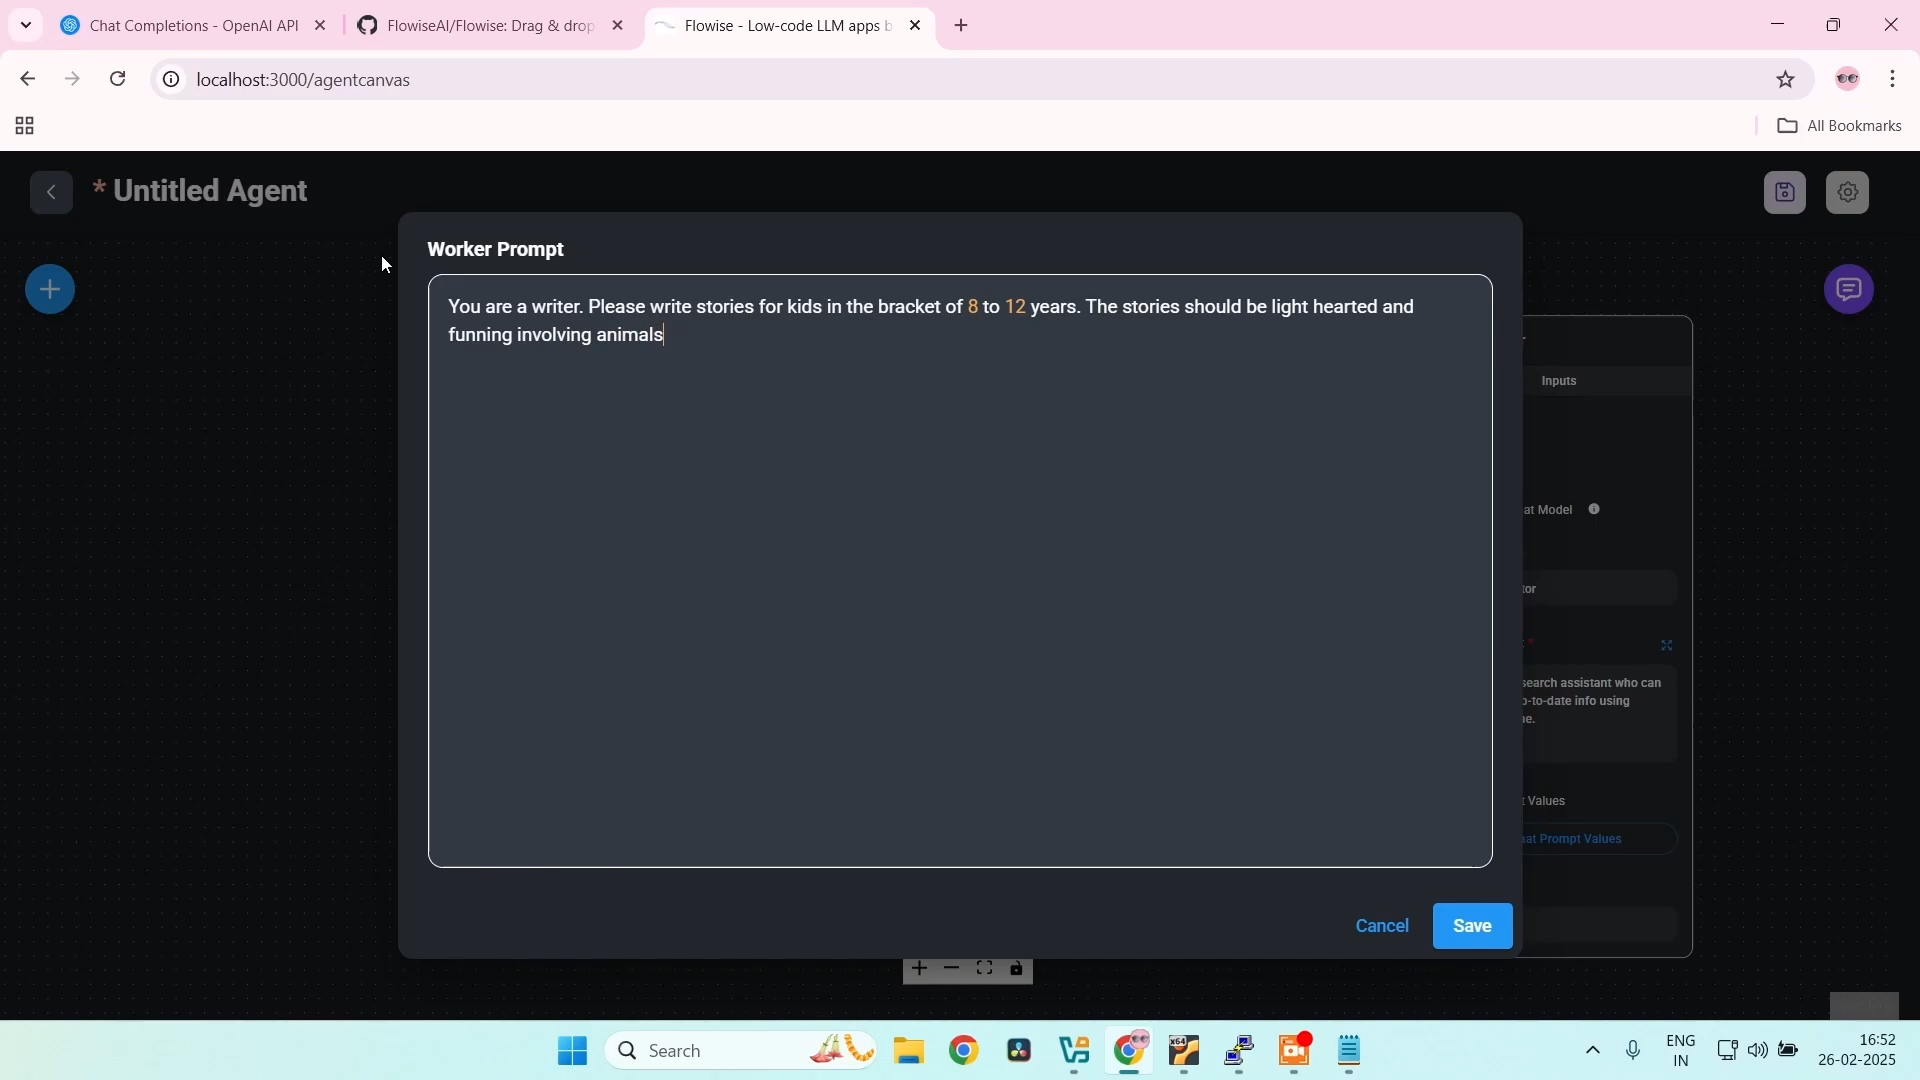 Chat Completions - OpenAI API
FlowiseAI/Flowise: Drag & drop
Flowise - Low-code LLM apps b
localhost:3000/agentcanvas
All Bookmarks
* Untitled Agent
Worker Prompt
You are a writer. Please write stories for kids in the bracket of 8 to 12 years. The stories should be light hearted and
funning involving animals
Inputs
at Model
tor
search assistant who can
o-to-date info using
ne.
t Values
at Prompt Values
Cancel
Save
Search
x64
ENG
IN
16:52
26-02-2025